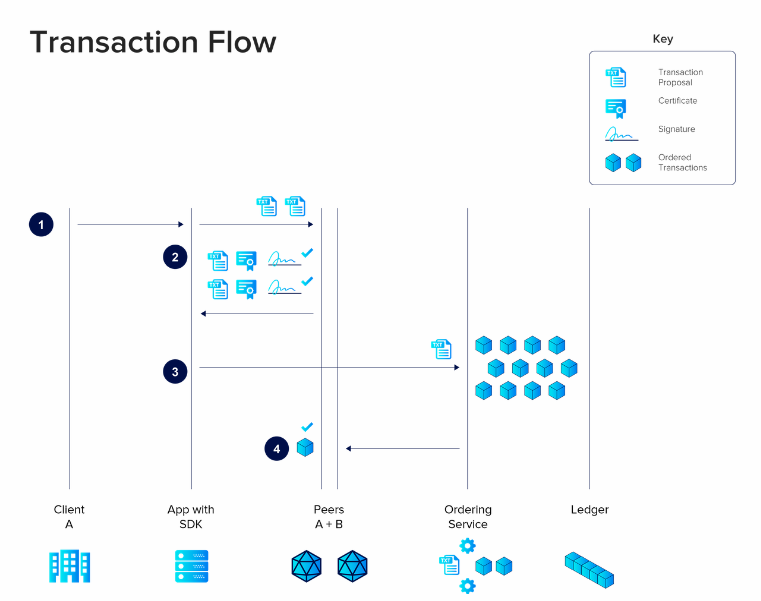 Transaction Flow
Key
TXT
Transaction
Proposal
Certificate
Signature
Ordered
Transactions
TXT TXT
1
2
TXT
TXT
TXT
3
4
Client
A
App with
SDK
Peers
A + B
Ordering
Service
Ledger
TXT